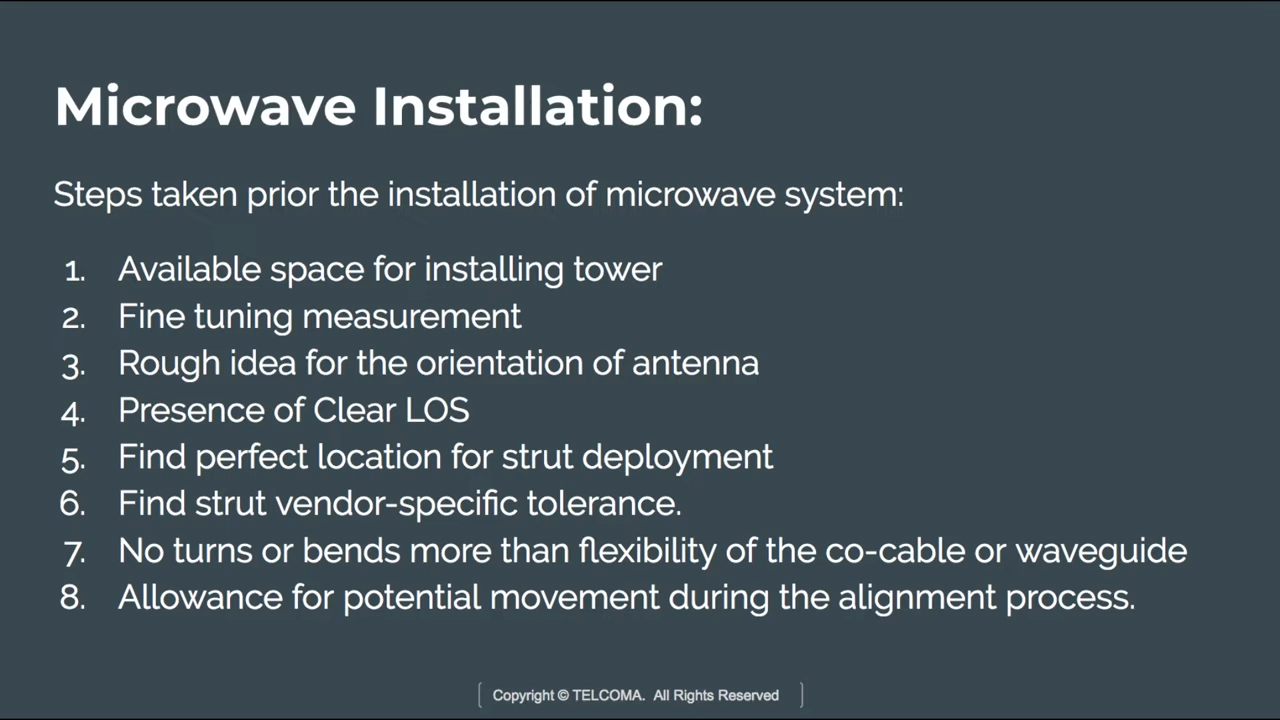 Microwave Installation:
Steps taken prior the installation of microwave system:
1. Available space for installing tower
2. Fine tuning measurement
3. Rough idea for the orientation of antenna
4. Presence of Clear LOS
5. Find perfect location for strut deployment
6. Find strut vendor-specific tolerance.
7. No turns or bends more than flexibility of the co-cable or waveguide
8. Allowance for potential movement during the alignment process.
Copyright © TELCOMA. All Rights Reserved